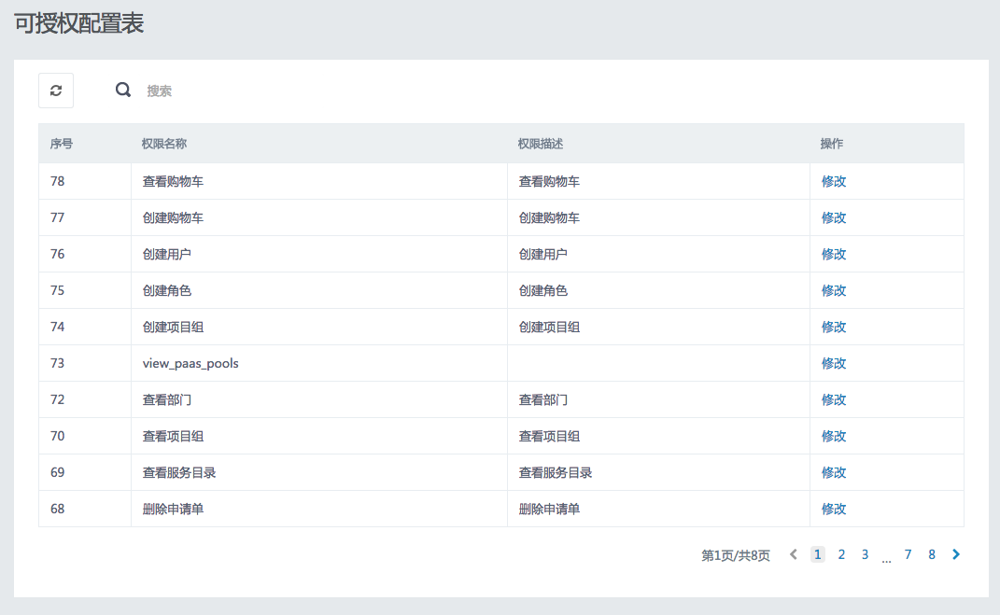 可授权配置表
搜索
序号 权限名称 权限描述 操作
78 查看购物车 查看购物车 修改
77 创建购物车 创建购物车 修改
76 创建用户 创建用户 修改
75 创建角色 创建角色 修改
74 创建项目组 创建项目组 修改
73 view_paas_pools 修改
72 查看部门 查看部门 修改
70 查看项目组 查看项目组 修改
69 查看服务目录 查看服务目录 修改
68 删除申请单 删除申请单 修改
第1页/共8页 1 2 3 ... 7 8